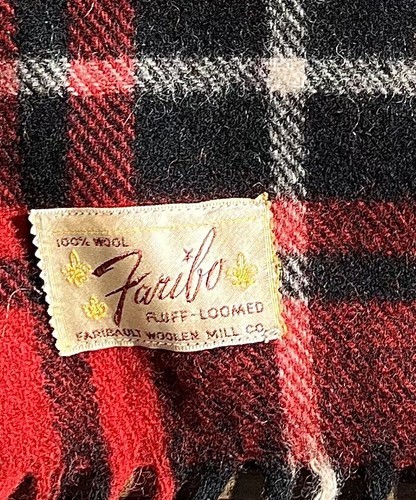 100% WOOL
Faribo
FLUFF-LOOMED
FARIBAULT WOOLEN MILL CO.